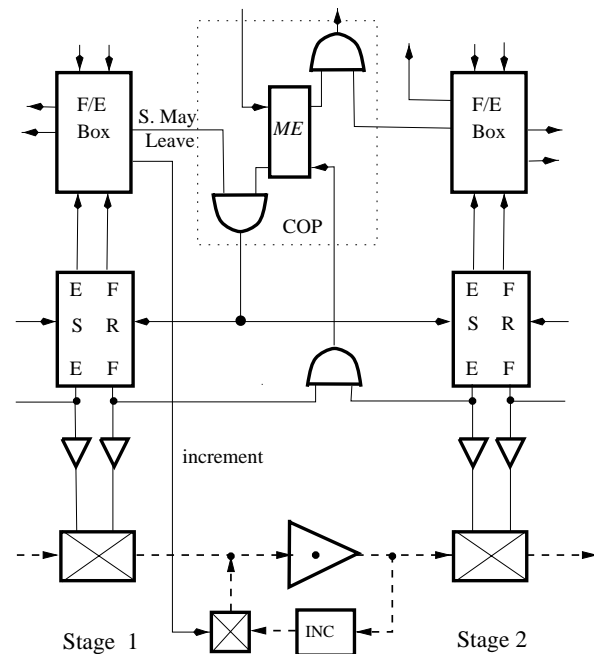 F/E
Box
S. May
Leave
ME
F/E
Box
COP
E F
S R
E F
E F
S R
E F
increment
INC
Stage 1
Stage 2